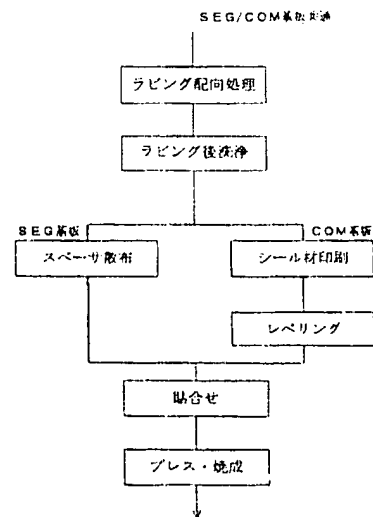 SEG/COM基板共通
ラビング配向処理
ラビング後洗浄
SEG基板
COM基板
スペーサ散布
シール材印刷
レベリング
貼合せ
プレス・焼成